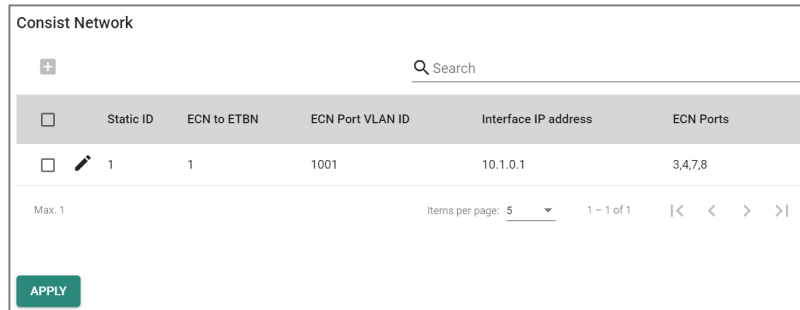 Consist Network
Search
Static ID ECN to ETBN ECN Port VLAN ID Interface IP address ECN Ports
1 1 1001 10.1.0.1 3,4,7,8
Max. 1 Items per page: 5 1 – 1 of 1
APPLY